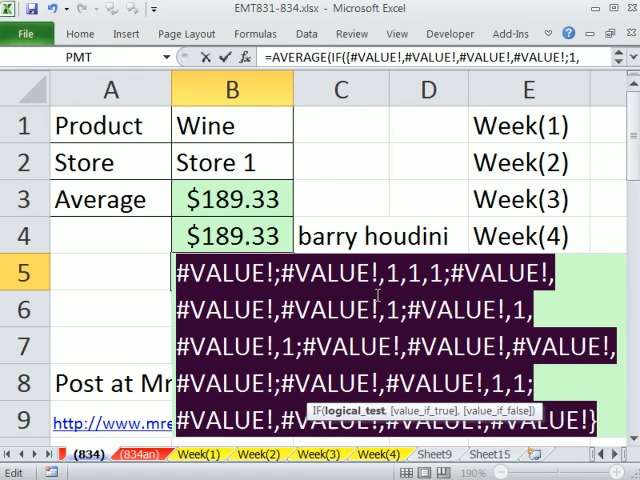 EMT831-834.xlsx - Microsoft Excel
File Home Insert Page Layout Formulas Data Review View Developer Add-Ins
PMT fx =AVERAGE(IF({#VALUE!,#VALUE!,#VALUE!,#VALUE!;1,
A B C D E
1 Product Wine Week(1)
2 Store Store 1 Week(2)
3 Average $189.33 Week(3)
4 $189.33 barry houdini Week(4)
5 #VALUE!;#VALUE!,1,1,1;#VALUE!,
6 #VALUE!,#VALUE!,1;#VALUE!,1,
7 #VALUE!,1;#VALUE!,#VALUE!,#VALUE!,
8 Post at Mr #VALUE!;#VALUE!,#VALUE!,1,1;
IF(logical_test, [value_if_true], [value_if_false])
9 http://www.mre #VALUE!,#VALUE!,#VALUE!,#VALUE!}
(834) (834an) Week(1) Week(2) Week(3) Week(4) Sheet9 Sheet15
Edit 190%